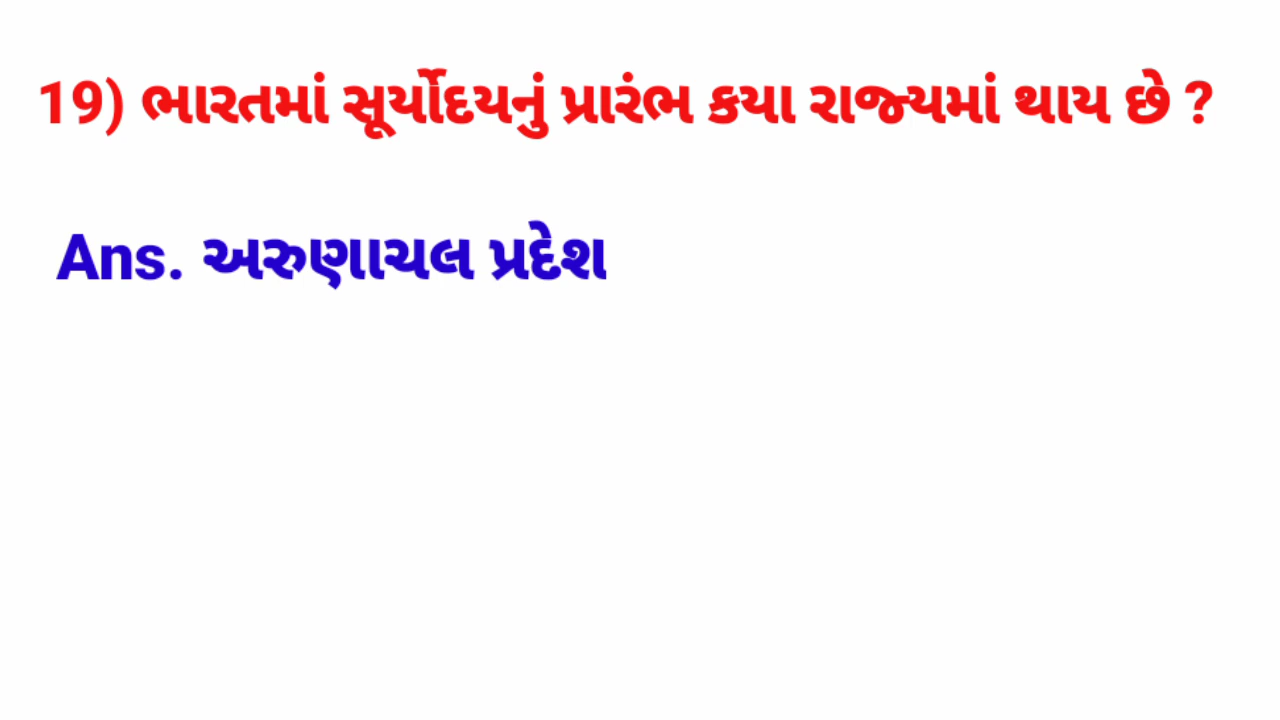 19) ભારતમાં સૂર્યોદયનું પ્રારંભ કયા રાજ્યમાં થાય છે ?
Ans. અરુણાચલ પ્રદેશ